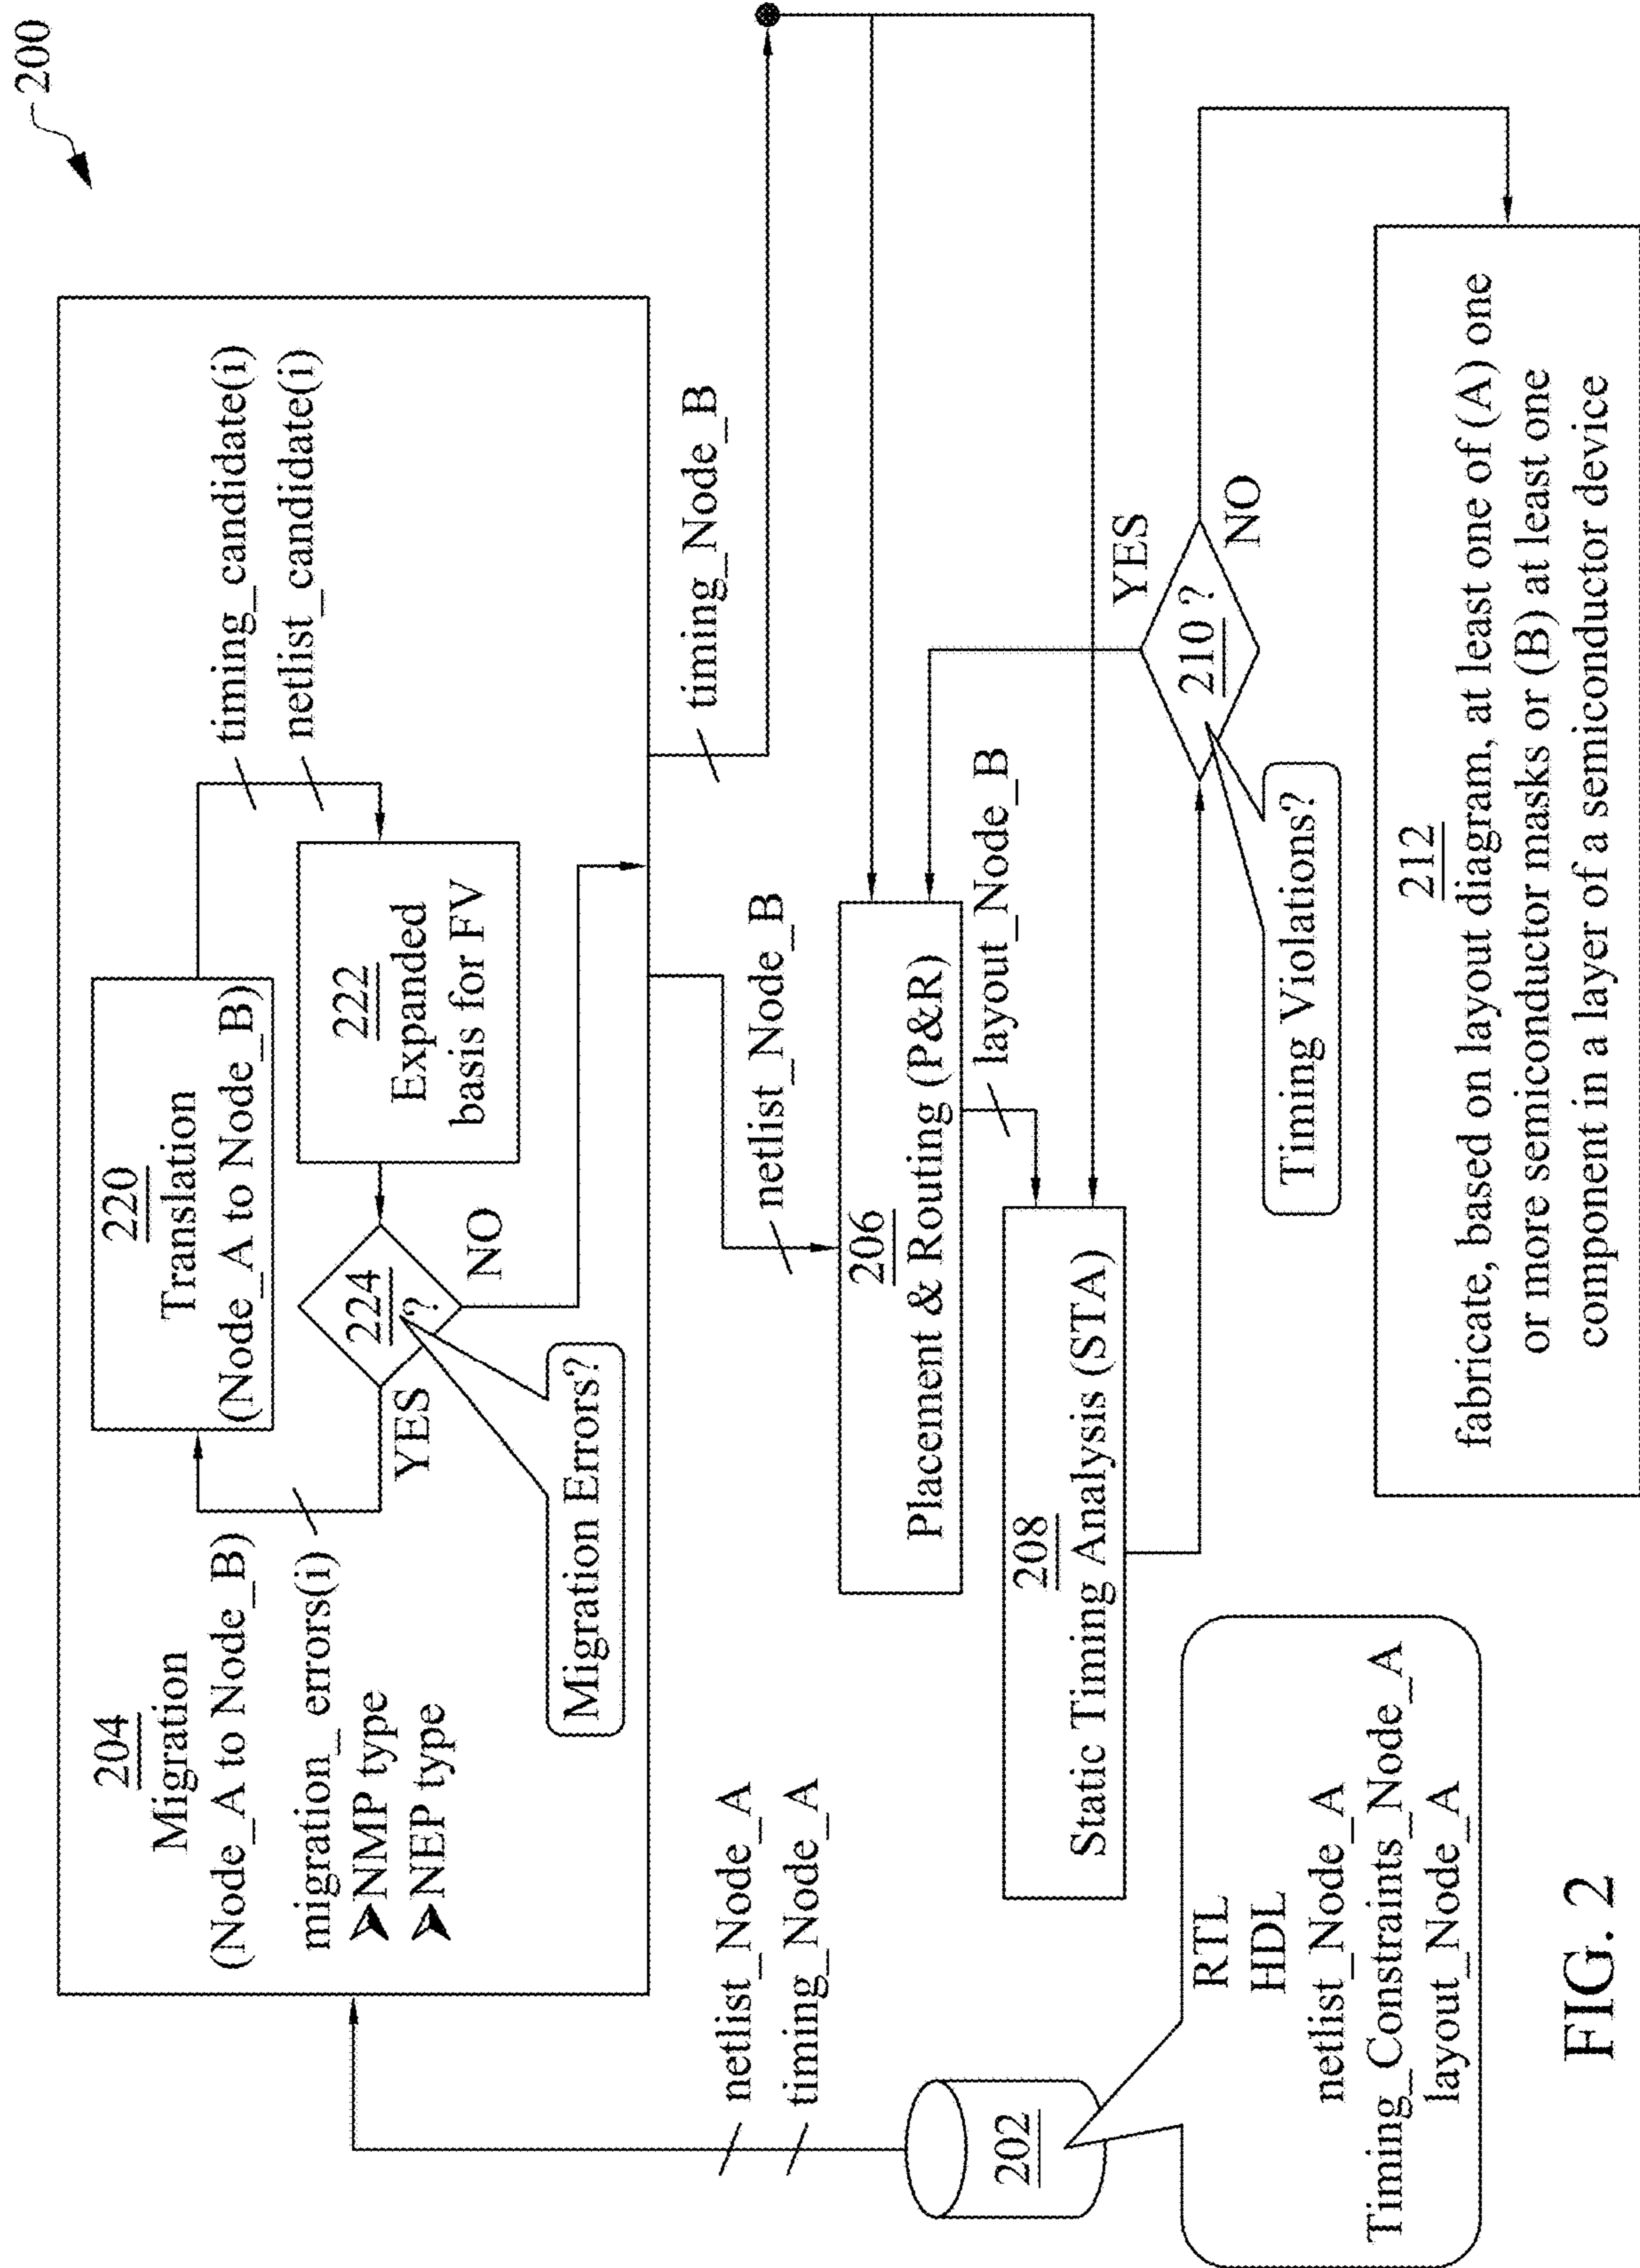 200
204
Migration
(Node_A to Node_B)
migration_errors(i)
➤NMP type
➤NEP type
220
Translation
(Node_A to Node_B)
timing_candidate(i)
netlist_candidate(i)
222
Expanded
basis for FV
224
?
YES
NO
Migration Errors?
netlist_Node_A
timing_Node_A
netlist_Node_B
timing_Node_B
202
RTL
HDL
netlist_Node_A
Timing_Constraints_Node_A
layout_Node_A
206
Placement & Routing (P&R)
layout_Node_B
208
Static Timing Analysis (STA)
210 ?
YES
NO
Timing Violations?
212
fabricate, based on layout diagram, at least one of (A) one
or more semiconductor masks or (B) at least one
component in a layer of a semiconductor device
FIG. 2